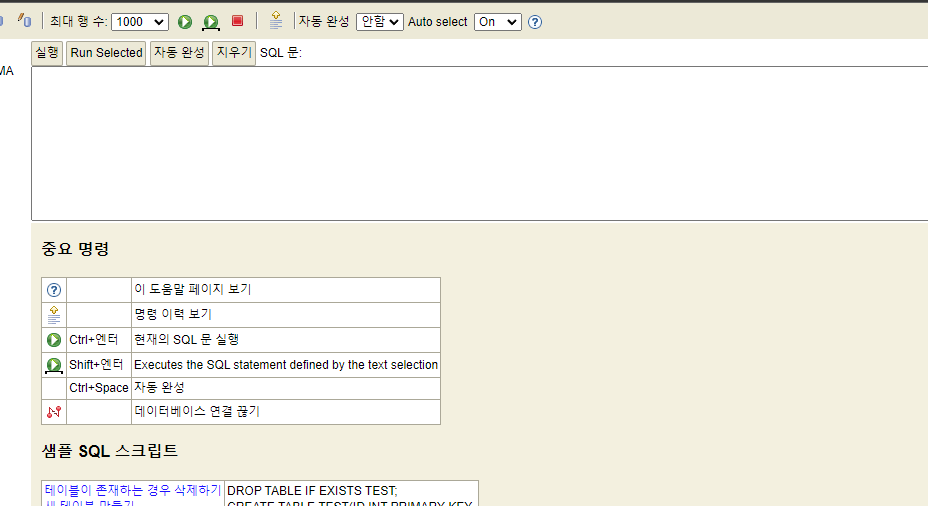 최대 행 수: 1000 자동 완성 안함 Auto select On
실행 Run Selected 자동 완성 지우기 SQL 문:
MA
중요 명령
이 도움말 페이지 보기
명령 이력 보기
Ctrl+엔터 현재의 SQL 문 실행
Shift+엔터 Executes the SQL statement defined by the text selection
Ctrl+Space 자동 완성
데이터베이스 연결 끊기
샘플 SQL 스크립트
테이블이 존재하는 경우 삭제하기 DROP TABLE IF EXISTS TEST;
새 테이블 만들기 CREATE TABLE TEST(ID INT PRIMARY KEY,